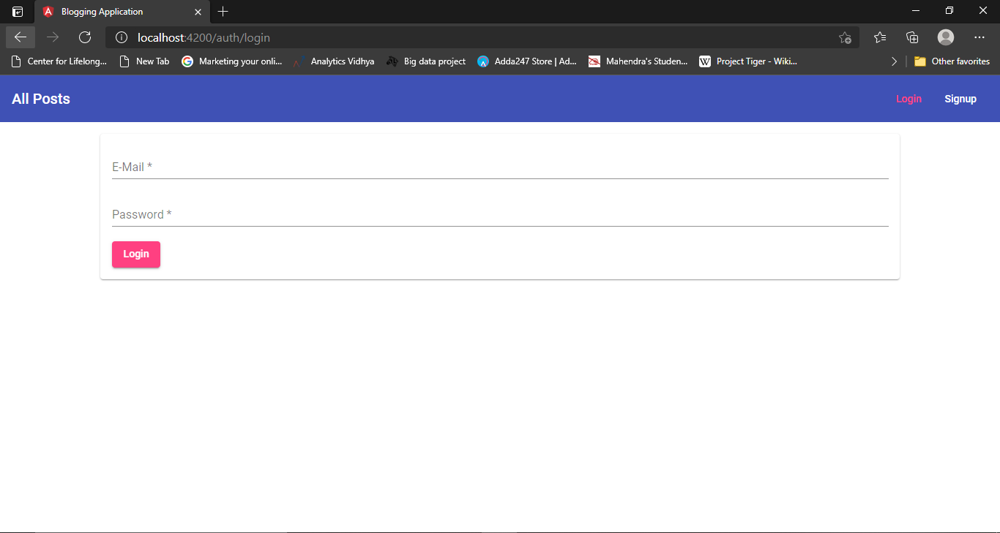 Blogging Application
localhost:4200/auth/login
Center for Lifelong... New Tab Marketing your onli... Analytics Vidhya Big data project Adda247 Store | Ad... Mahendra's Studen... W Project Tiger - Wiki... Other favorites
All Posts Login Signup
E-Mail *
Password *
Login